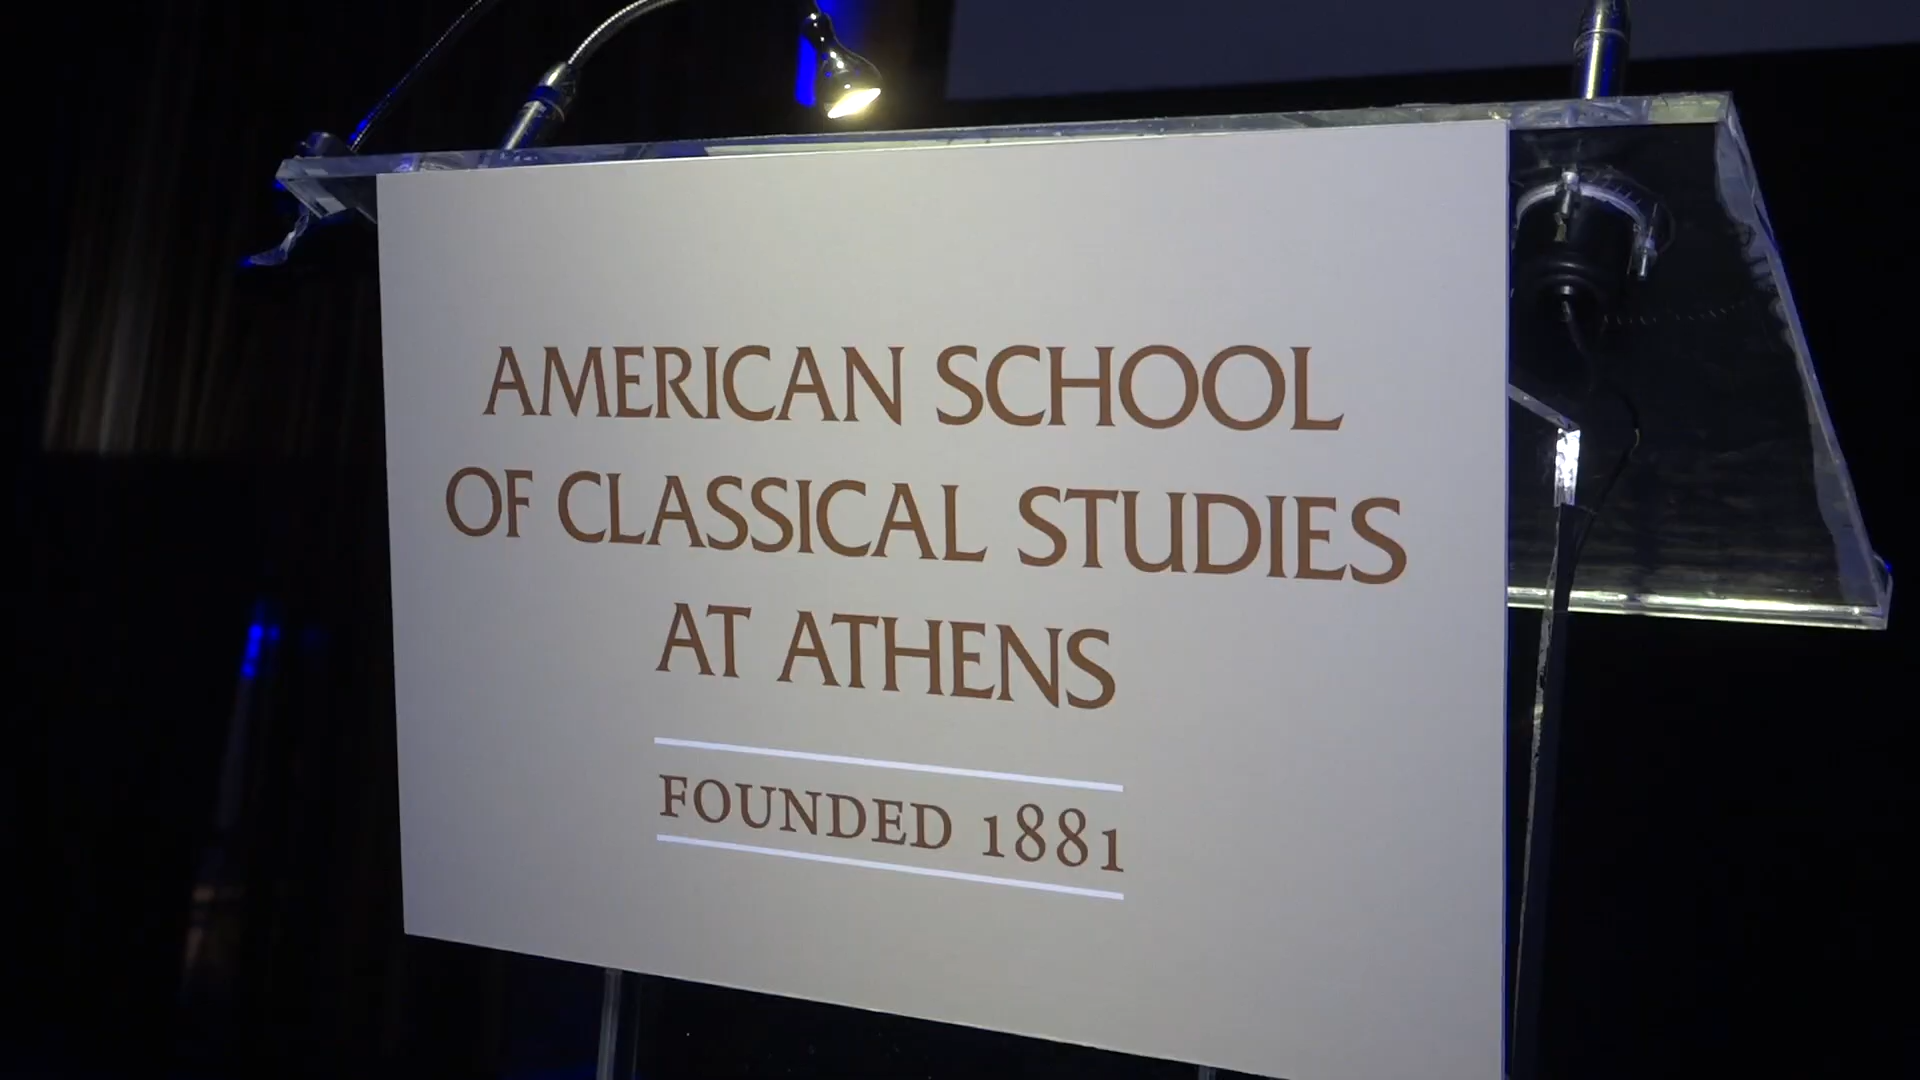 AMERICAN SCHOOL
OF CLASSICAL STUDIES
AT ATHENS
FOUNDED 1881